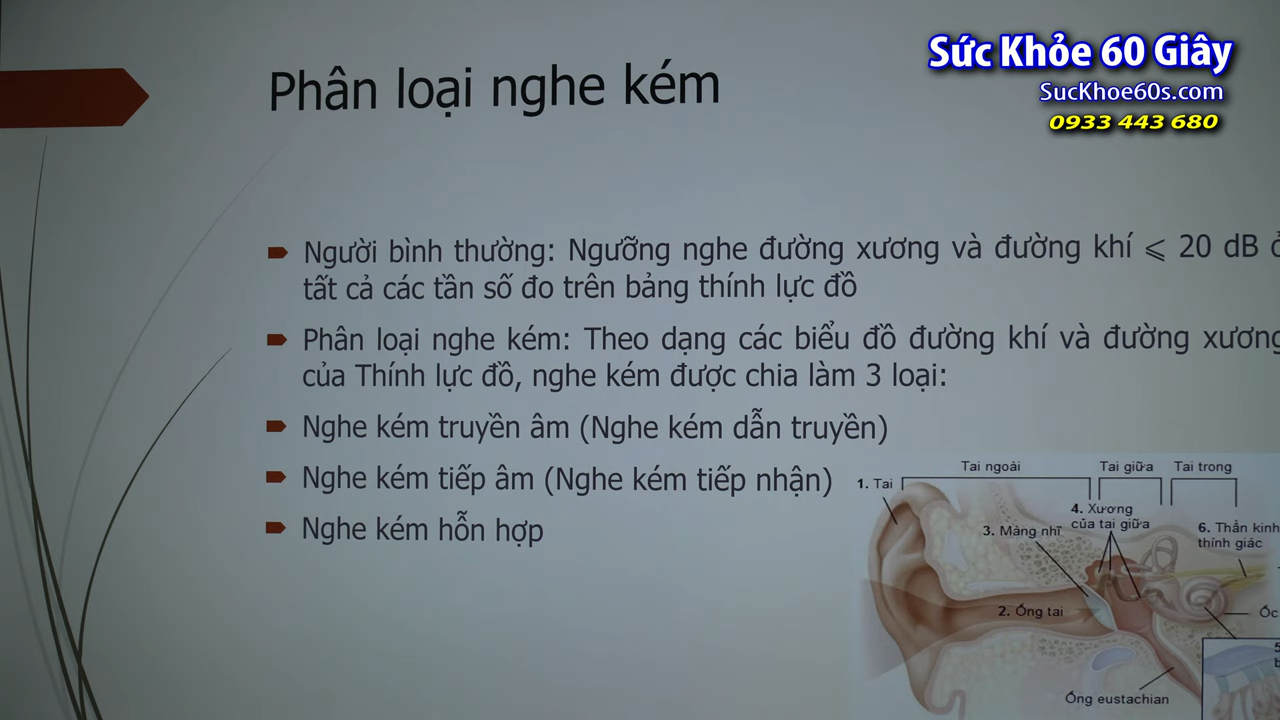 Sức Khỏe 60 Giây
SucKhoe60s.com
0933 443 680
Phân loại nghe kém
Người bình thường: Ngưỡng nghe đường xương và đường khí ⩽ 20 dB ở
tất cả các tần số đo trên bảng thính lực đồ
Phân loại nghe kém: Theo dạng các biểu đồ đường khí và đường xương
của Thính lực đồ, nghe kém được chia làm 3 loại:
Nghe kém truyền âm (Nghe kém dẫn truyền)
Nghe kém tiếp âm (Nghe kém tiếp nhận)
Nghe kém hỗn hợp
Tai ngoài
Tai giữa
Tai trong
1. Tai
4. Xương
của tai giữa
3. Màng nhĩ
6. Thần kinh
thính giác
2. Ống tai
Ốc
Ống eustachian